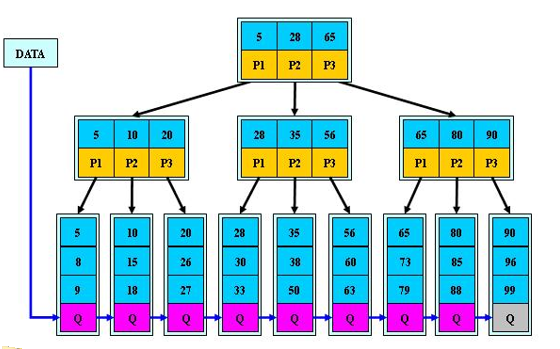 5 28 65
DATA
P1 P2 P3
5 10 20 28 35 56 65 80 90
P1 P2 P3 P1 P2 P3 P1 P2 P3
5 10 20 28 35 56 65 80 90
8 15 26 30 38 60 73 85 96
9 18 27 33 50 63 79 88 99
Q Q Q Q Q Q Q Q Q